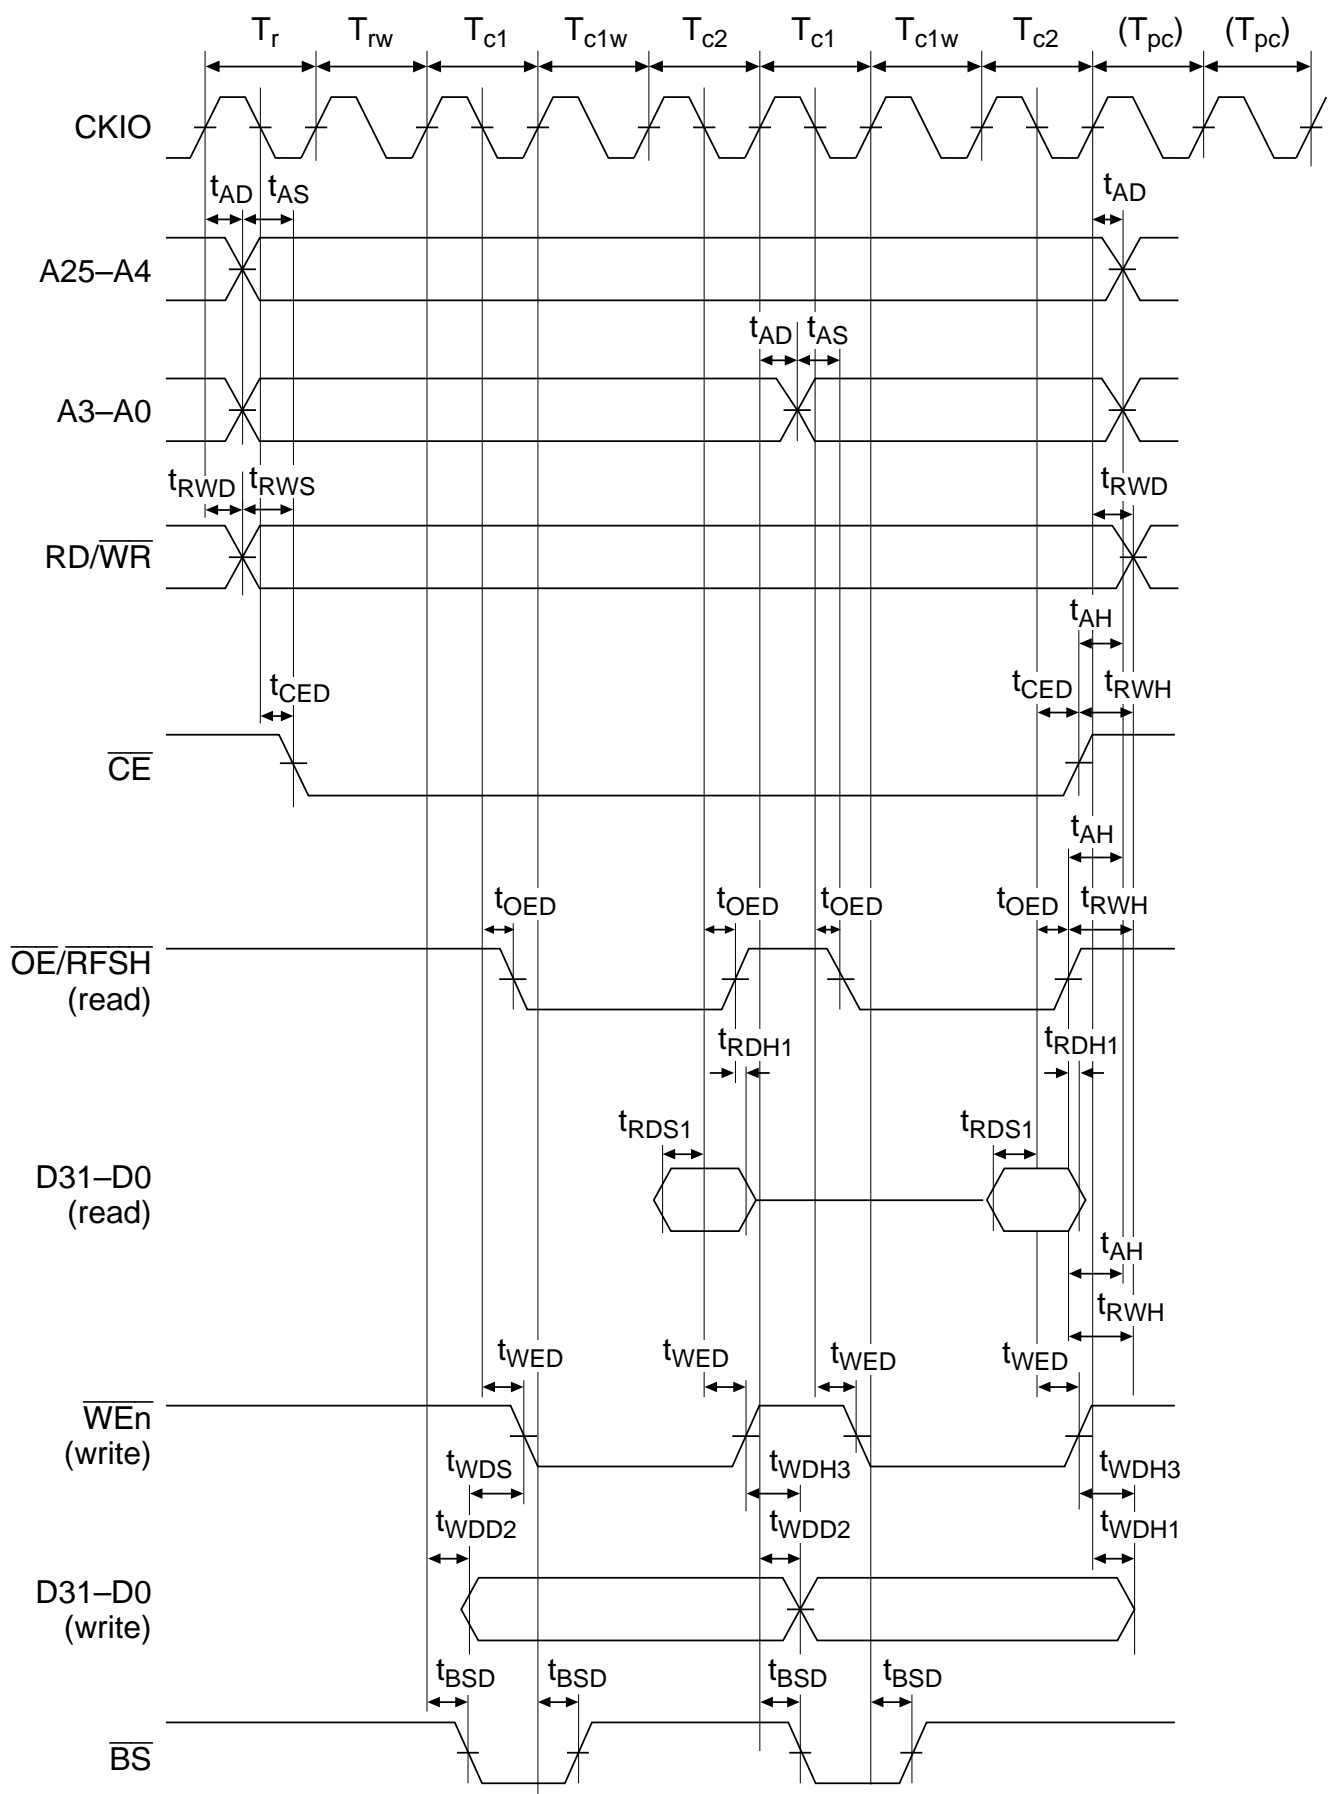 Tr Trw Tc1 Tc1w Tc2 Tc1 Tc1w Tc2 (Tpc) (Tpc)
CKIO
tAD tAS tAD
A25–A4
tAD tAS
A3–A0
tRWD tRWS tRWD
RD/WR
tAH
tCED tCED tRWH
CE
tAH
tOED tOED tOED tOED tRWH
OE/RFSH
(read)
tRDH1 tRDH1
tRDS1 tRDS1
D31–D0
(read)
tAH
tRWH
tWED tWED tWED tWED
WEn
(write)
tWDS tWDH3 tWDH3
tWDD2 tWDD2 tWDH1
D31–D0
(write)
tBSD tBSD tBSD tBSD
BS